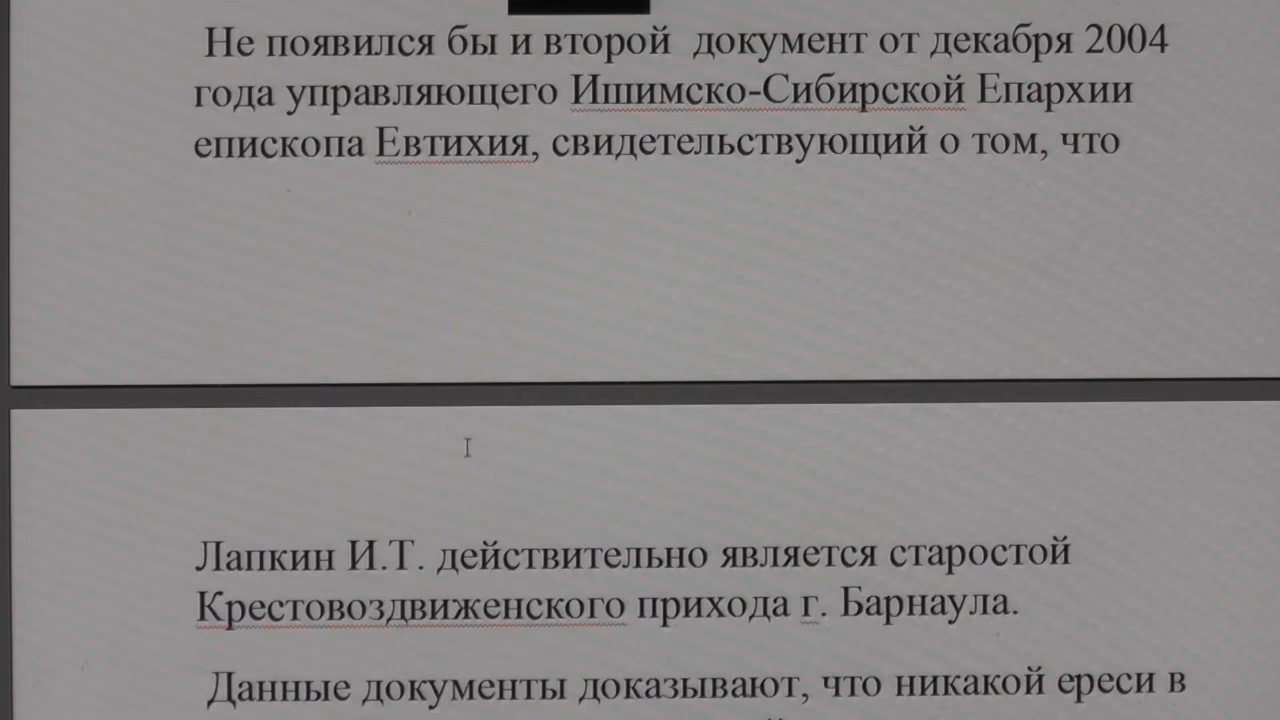 Не появился бы и второй документ от декабря 2004
года управляющего Ишимско-Сибирской Епархии
епископа Евтихия, свидетельствующий о том, что
Лапкин И.Т. действительно является старостой
Крестовоздвиженского прихода г. Барнаула.
Данные документы доказывают, что никакой ереси в